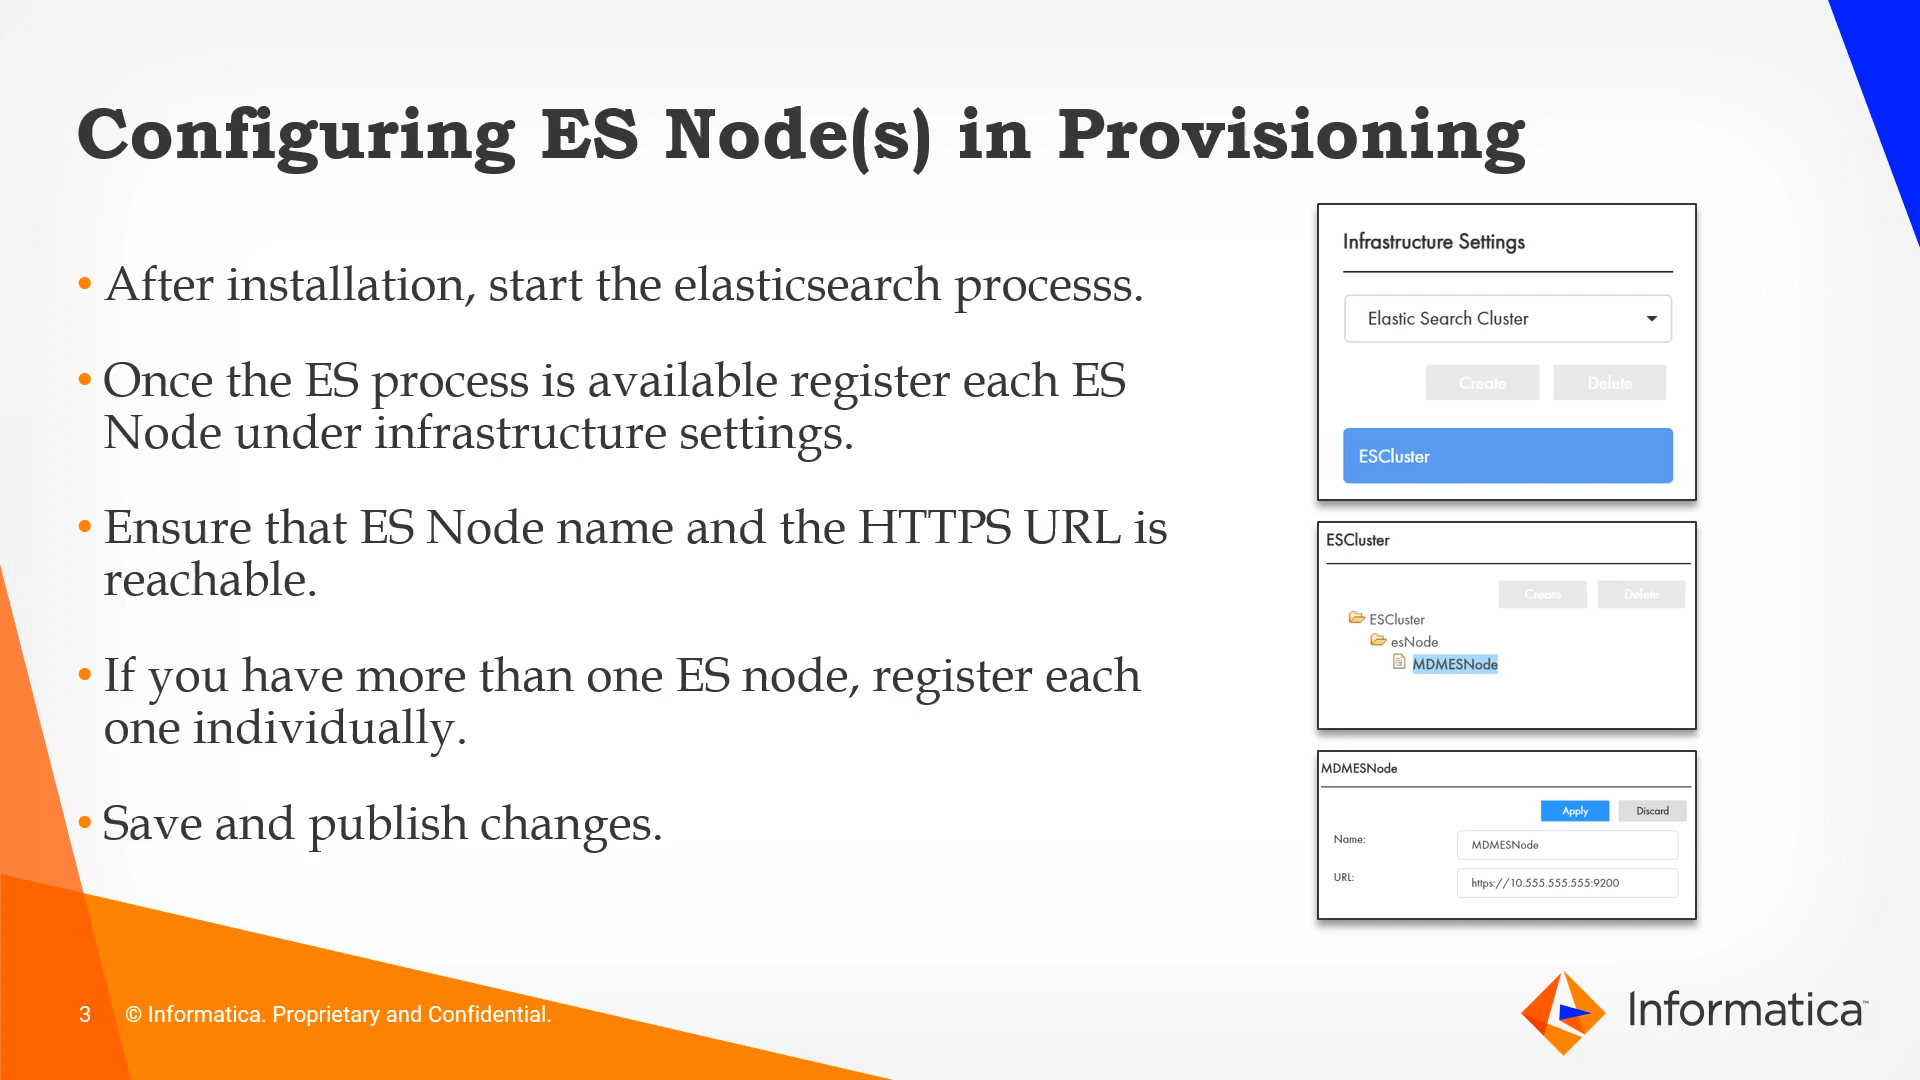 Configuring ES Node(s) in Provisioning
• After installation, start the elasticsearch processs.
• Once the ES process is available register each ES
Node under infrastructure settings.
• Ensure that ES Node name and the HTTPS URL is
reachable.
• If you have more than one ES node, register each
one individually.
• Save and publish changes.
Infrastructure Settings
Elastic Search Cluster
Create Delete
ESCluster
ESCluster
Create Delete
ESCluster
esNode
MDMESNode
MDMESNode
Apply Discard
Name: MDMESNode
URL: https://10.555.555.555:9200
3 © Informatica. Proprietary and Confidential.
Informatica™